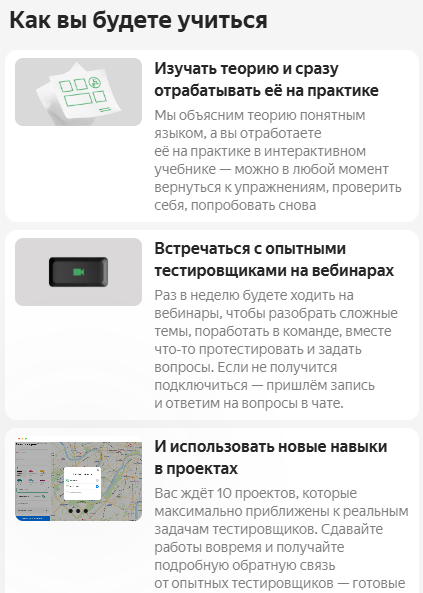 Как вы будете учиться
Изучать теорию и сразу
отрабатывать её на практике
Мы объясним теорию понятным
языком, а вы отработаете
её на практике в интерактивном
учебнике — можно в любой момент
вернуться к упражнениям, проверить
себя, попробовать снова
Встречаться с опытными
тестировщиками на вебинарах
Раз в неделю будете ходить на
вебинары, чтобы разобрать сложные
темы, поработать в команде, вместе
что-то протестировать и задать
вопросы. Если не получится
подключиться — пришлём запись
и ответим на вопросы в чате.
И использовать новые навыки
в проектах
Вас ждёт 10 проектов, которые
максимально приближены к реальным
задачам тестировщиков. Сдавайте
работы вовремя и получайте
подробную обратную связь
от опытных тестировщиков — готовые